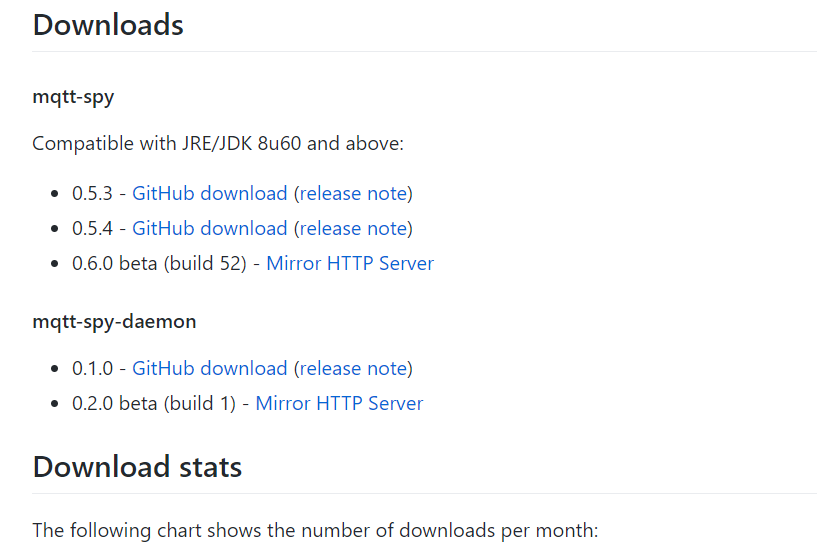 Downloads
mqtt-spy
Compatible with JRE/JDK 8u60 and above:
• 0.5.3 - GitHub download (release note)
• 0.5.4 - GitHub download (release note)
• 0.6.0 beta (build 52) - Mirror HTTP Server
mqtt-spy-daemon
• 0.1.0 - GitHub download (release note)
• 0.2.0 beta (build 1) - Mirror HTTP Server
Download stats
The following chart shows the number of downloads per month: